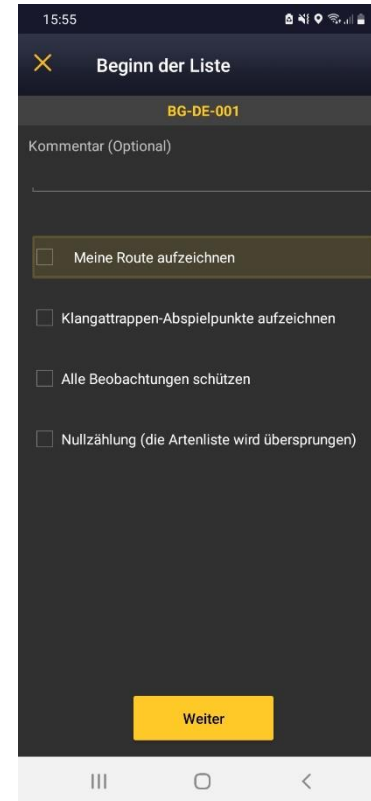 15:55
Beginn der Liste
BG-DE-001
Kommentar (Optional)
Meine Route aufzeichnen
Klangattrappen-Abspielpunkte aufzeichnen
Alle Beobachtungen schützen
Nullzählung (die Artenliste wird übersprungen)
Weiter